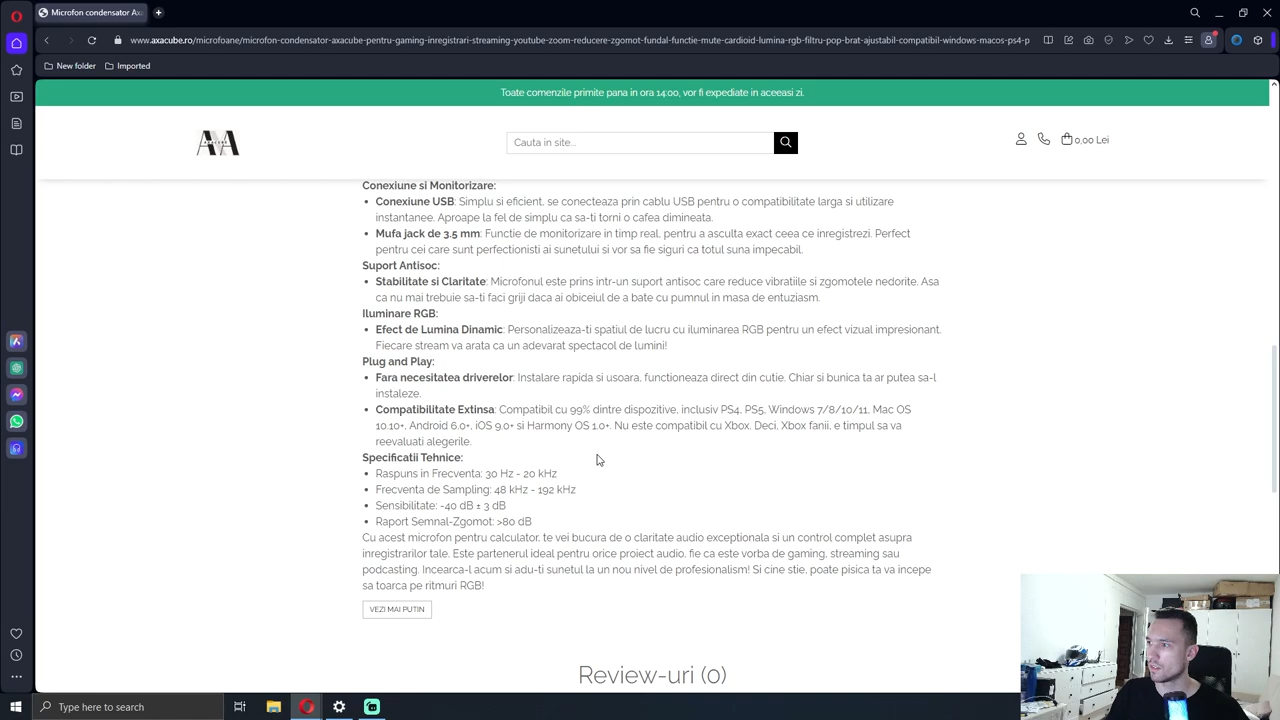 Microfon condensator Ax
www.axacube.ro/microfoane/microfon-condensator-axacube-pentru-gaming-inregistrari-streaming-youtube-zoom-reducere-zgomot-fundal-functie-mute-cardioid-lumina-rgb-filtru-pop-brat-ajustabil-compatibil-windows-macos-ps4-p
New folder
Imported
Toate comenzile primite pana in ora 14:00, vor fi expediate in aceeasi zi.
AXA
Cauta in site...
0,00 Lei
Conexiune si Monitorizare:
• Conexiune USB: Simplu si eficient, se conecteaza prin cablu USB pentru o compatibilitate larga si utilizare
instantanee. Aproape la fel de simplu ca sa-ti torni o cafea dimineata.
• Mufa jack de 3.5 mm: Functie de monitorizare in timp real, pentru a asculta exact ceea ce inregistrezi. Perfect
pentru cei care sunt perfectionisti ai sunetului si vor sa fie siguri ca totul suna impecabil.
Suport Antisoc:
• Stabilitate si Claritate: Microfonul este prins intr-un suport antisoc care reduce vibratiile si zgomotele nedorite. Asa
ca nu mai trebuie sa-ti faci griji daca ai obiceiul de a bate cu pumnul in masa de entuziasm.
Iluminare RGB:
• Efect de Lumina Dinamic: Personalizeaza-ti spatiul de lucru cu iluminarea RGB pentru un efect vizual impresionant.
Fiecare stream va arata ca un adevarat spectacol de lumini!
Plug and Play:
• Fara necesitatea driverelor: Instalare rapida si usoara, functioneaza direct din cutie. Chiar si bunica ta ar putea sa-l
instaleze.
• Compatibilitate Extinsa: Compatibil cu 99% dintre dispozitive, inclusiv PS4, PS5, Windows 7/8/10/11, Mac OS
10.10+, Android 6.0+, iOS 9.0+ si Harmony OS 1.0+. Nu este compatibil cu Xbox. Deci, Xbox fanii, e timpul sa va
reevaluati alegerile.
Specificatii Tehnice:
• Raspuns in Frecventa: 30 Hz - 20 kHz
• Frecventa de Sampling: 48 kHz - 192 kHz
• Sensibilitate: -40 dB ± 3 dB
• Raport Semnal-Zgomot: >80 dB
Cu acest microfon pentru calculator, te vei bucura de o claritate audio exceptionala si un control complet asupra
inregistrarilor tale. Este partenerul ideal pentru orice proiect audio, fie ca este vorba de gaming, streaming sau
podcasting. Incearca-l acum si adu-ti sunetul la un nou nivel de profesionalism! Si cine stie, poate pisica ta va incepe
sa toarca pe ritmuri RGB!
VEZI MAI PUTIN
Review-uri (0)
Type here to search